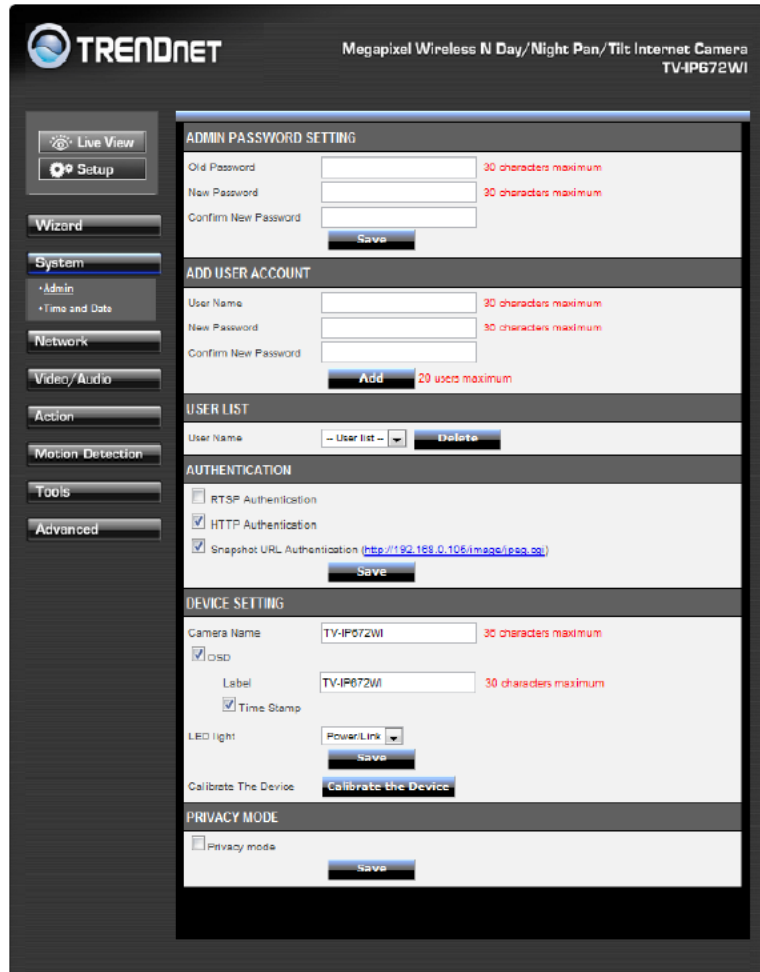 TRENDNET
Megapixel Wireless N Day/Night Pan/Tilt Internet Camera
TV-IP672WI
Live View
Setup
Wizard
System
•Admin
•Time and Date
Network
Video/Audio
Action
Motion Detection
Tools
Advanced
ADMIN PASSWORD SETTING
Old Password 30 characters maximum
New Password 30 characters maximum
Confirm New Password
Save
ADD USER ACCOUNT
User Name 30 characters maximum
New Password 30 characters maximum
Confirm New Password
Add 20 users maximum
USER LIST
User Name -- User list -- Delete
AUTHENTICATION
RTSP Authentication
HTTP Authentication
Snapshot URL Authentication (http://192.168.0.106/image/jpeg.cgi)
Save
DEVICE SETTING
Camera Name TV-IP672WI 36 characters maximum
OSD
Label TV-IP672WI 30 characters maximum
Time Stamp
LED light Power/Link
Save
Calibrate The Device Calibrate the Device
PRIVACY MODE
Privacy mode
Save